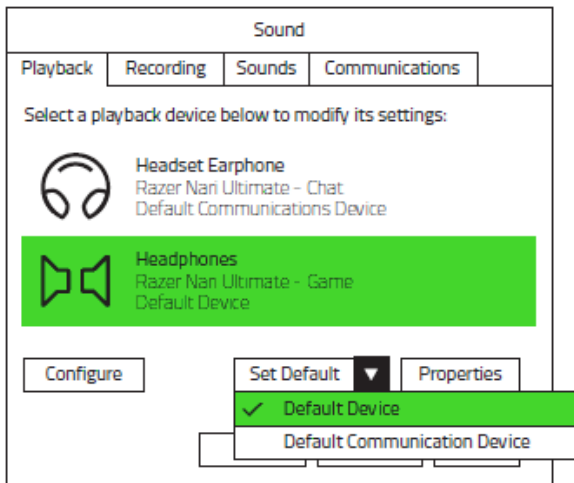 Sound
Playback Recording Sounds Communications
Select a playback device below to modify its settings:
Headset Earphone
Razer Nari Ultimate - Chat
Default Communications Device
Headphones
Razer Nari Ultimate - Game
Default Device
Configure Set Default ▼ Properties
✓ Default Device
Default Communication Device